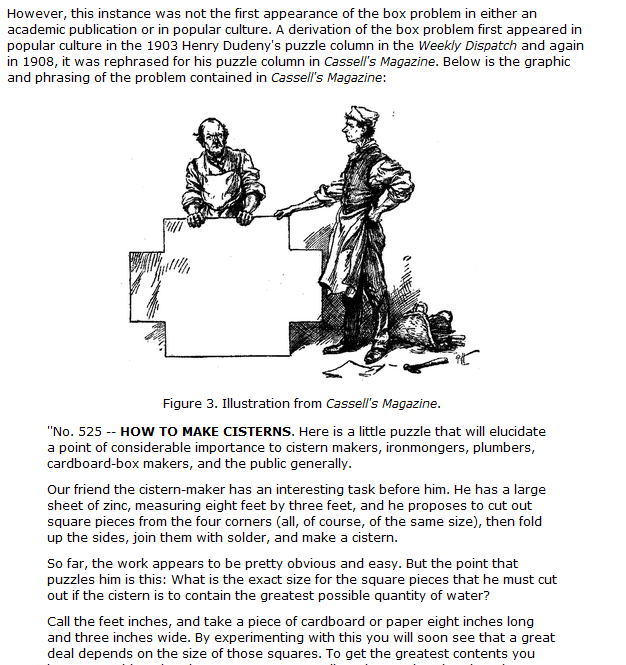 However, this instance was not the first appearance of the box problem in either an
academic publication or in popular culture. A derivation of the box problem first appeared in
popular culture in the 1903 Henry Dudeny's puzzle column in the Weekly Dispatch and again
in 1908, it was rephrased for his puzzle column in Cassell's Magazine. Below is the graphic
and phrasing of the problem contained in Cassell's Magazine:
Figure 3. Illustration from Cassell's Magazine.
"No. 525 -- HOW TO MAKE CISTERNS. Here is a little puzzle that will elucidate
a point of considerable importance to cistern makers, ironmongers, plumbers,
cardboard-box makers, and the public generally.
Our friend the cistern-maker has an interesting task before him. He has a large
sheet of zinc, measuring eight feet by three feet, and he proposes to cut out
square pieces from the four corners (all, of course, of the same size), then fold
up the sides, join them with solder, and make a cistern.
So far, the work appears to be pretty obvious and easy. But the point that
puzzles him is this: What is the exact size for the square pieces that he must cut
out if the cistern is to contain the greatest possible quantity of water?
Call the feet inches, and take a piece of cardboard or paper eight inches long
and three inches wide. By experimenting with this you will soon see that a great
deal depends on the size of those squares. To get the greatest contents you